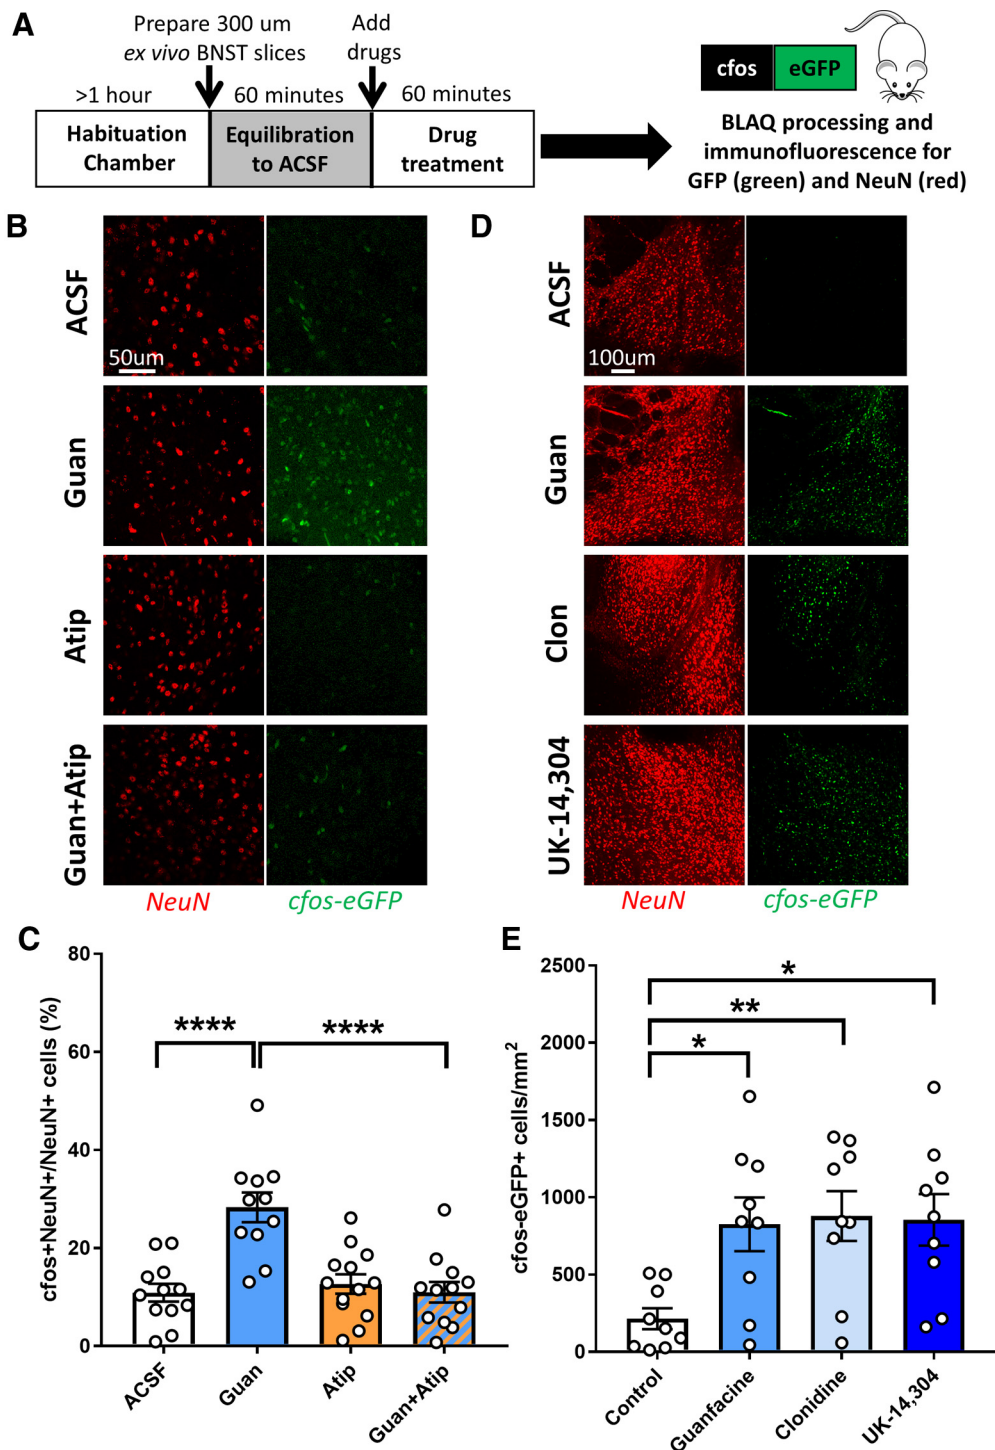 A
Prepare 300 um
ex vivo BNST slices
Add
drugs
>1 hour
60 minutes
60 minutes
Habituation
Chamber
Equilibration
to ACSF
Drug
treatment
cfos
eGFP
BLAQ processing and
immunofluorescence for
GFP (green) and NeuN (red)
B
ACSF
50um
Guan
Atip
Guan+Atip
NeuN
cfos-eGFP
D
ACSF
100um
Guan
Clon
UK-14,304
NeuN
cfos-eGFP
C
cfos+NeuN+/NeuN+ cells (%)
80
60
40
20
0
****
****
ACSF
Guan
Atip
Guan+Atip
E
cfos-eGFP+ cells/mm²
2500
2000
1500
1000
500
0
*
**
*
Control
Guanfacine
Clonidine
UK-14,304